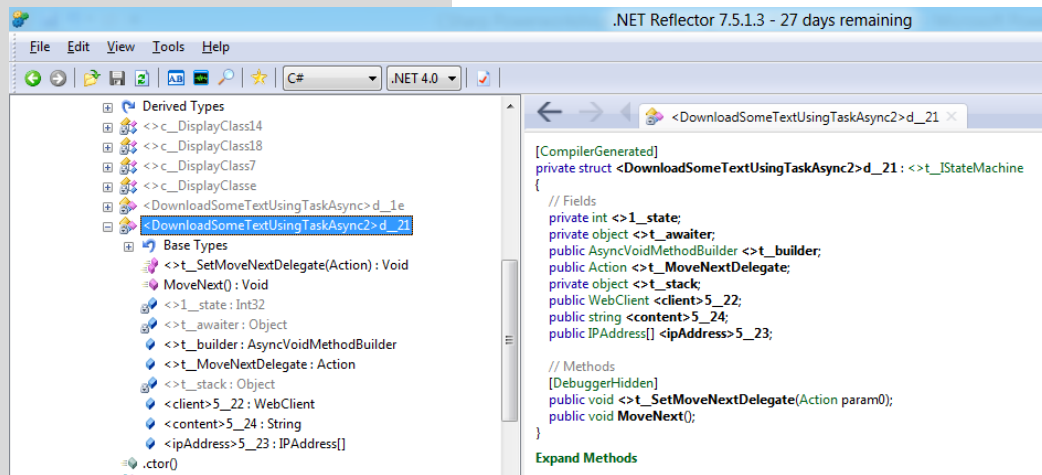 .NET Reflector 7.5.1.3 - 27 days remaining
File Edit View Tools Help
C# .NET 4.0
Derived Types
<>c__DisplayClass14
<>c__DisplayClass18
<>c__DisplayClass7
<>c__DisplayClasse
<DownloadSomeTextUsingTaskAsync>d__1e
<DownloadSomeTextUsingTaskAsync2>d__21
Base Types
<>t__SetMoveNextDelegate(Action) : Void
MoveNext() : Void
<>1__state : Int32
<>t__awaiter : Object
<>t__builder : AsyncVoidMethodBuilder
<>t__MoveNextDelegate : Action
<>t__stack : Object
<client>5__22 : WebClient
<content>5__24 : String
<ipAddress>5__23 : IPAddress[]
.ctor()
<DownloadSomeTextUsingTaskAsync2>d__21
[CompilerGenerated]
private struct <DownloadSomeTextUsingTaskAsync2>d__21 : <>t__IStateMachine
{
// Fields
private int <>1__state;
private object <>t__awaiter;
public AsyncVoidMethodBuilder <>t__builder;
public Action <>t__MoveNextDelegate;
private object <>t__stack;
public WebClient <client>5__22;
public string <content>5__24;
public IPAddress[] <ipAddress>5__23;
// Methods
[DebuggerHidden]
public void <>t__SetMoveNextDelegate(Action param0);
public void MoveNext();
}
Expand Methods